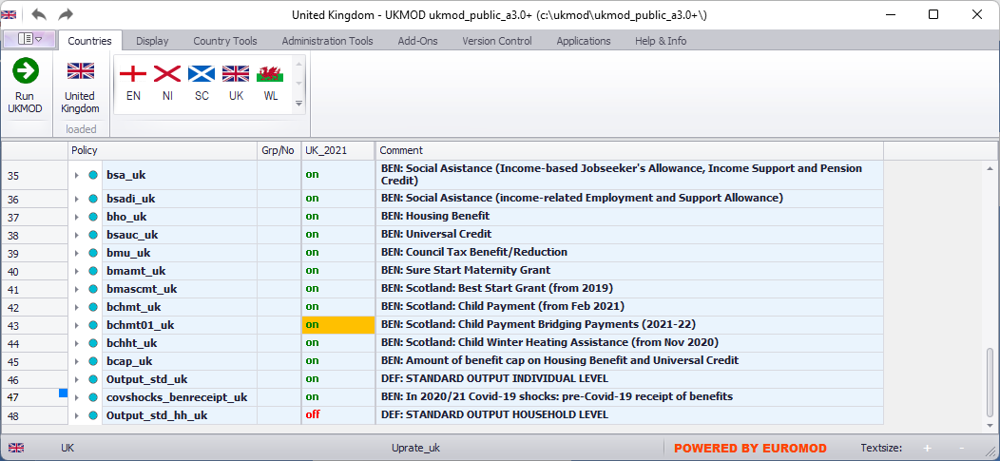 United Kingdom - UKMOD ukmod_public_a3.0+ (c:\ukmod\ukmod_public_a3.0+\)
Countries Display Country Tools Administration Tools Add-Ons Version Control Applications Help & Info
Run UKMOD
United Kingdom
loaded
EN NI SC UK WL
Policy Grp/No UK_2021 Comment
35 bsa_uk on BEN: Social Asistance (Income-based Jobseeker's Allowance, Income Support and Pension
Credit)
36 bsadi_uk on BEN: Social Asistance (income-related Employment and Support Allowance)
37 bho_uk on BEN: Housing Benefit
38 bsauc_uk on BEN: Universal Credit
39 bmu_uk on BEN: Council Tax Benefit/Reduction
40 bmamt_uk on BEN: Sure Start Maternity Grant
41 bmascmt_uk on BEN: Scotland: Best Start Grant (from 2019)
42 bchmt_uk on BEN: Scotland: Child Payment (from Feb 2021)
43 bchmt01_uk on BEN: Scotland: Child Payment Bridging Payments (2021-22)
44 bchht_uk on BEN: Scotland: Child Winter Heating Assistance (from Nov 2020)
45 bcap_uk on BEN: Amount of benefit cap on Housing Benefit and Universal Credit
46 Output_std_uk on DEF: STANDARD OUTPUT INDIVIDUAL LEVEL
47 covshocks_benreceipt_uk on BEN: In 2020/21 Covid-19 shocks: pre-Covid-19 receipt of benefits
48 Output_std_hh_uk off DEF: STANDARD OUTPUT HOUSEHOLD LEVEL
UK Uprate_uk POWERED BY EUROMOD Textsize: + -